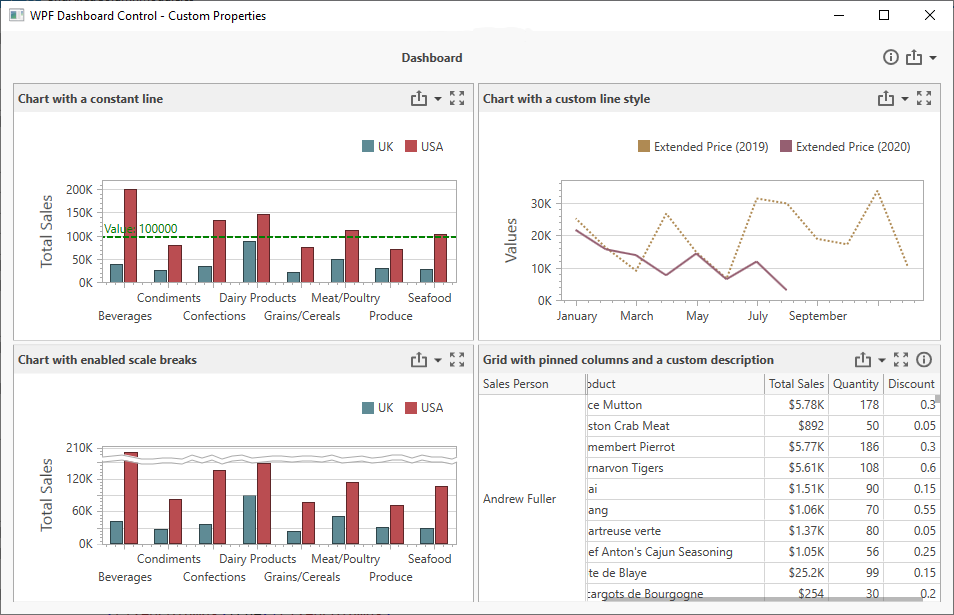 WPF Dashboard Control - Custom Properties
Dashboard
Chart with a constant line
UK USA
Total Sales
200K
150K
100K
50K
0K
Value: 100000
Condiments Dairy Products Meat/Poultry Seafood
Beverages Confections Grains/Cereals Produce
Chart with a custom line style
Extended Price (2019) Extended Price (2020)
Values
30K
20K
10K
0K
January March May July September
Chart with enabled scale breaks
UK USA
Total Sales
210K
120K
60K
0K
Condiments Dairy Products Meat/Poultry Seafood
Beverages Confections Grains/Cereals Produce
Grid with pinned columns and a custom description
Sales Person oduct Total Sales Quantity Discount
ce Mutton $5.78K 178 0.3
ston Crab Meat $892 50 0.05
membert Pierrot $5.77K 186 0.3
rnarvon Tigers $5.61K 108 0.6
ai $1.51K 90 0.15
Andrew Fuller
ang $1.06K 70 0.55
artreuse verte $1.37K 80 0.05
ef Anton's Cajun Seasoning $1.05K 56 0.25
te de Blaye $25.2K 99 0.15
cargots de Bourgogne $254 30 0.2